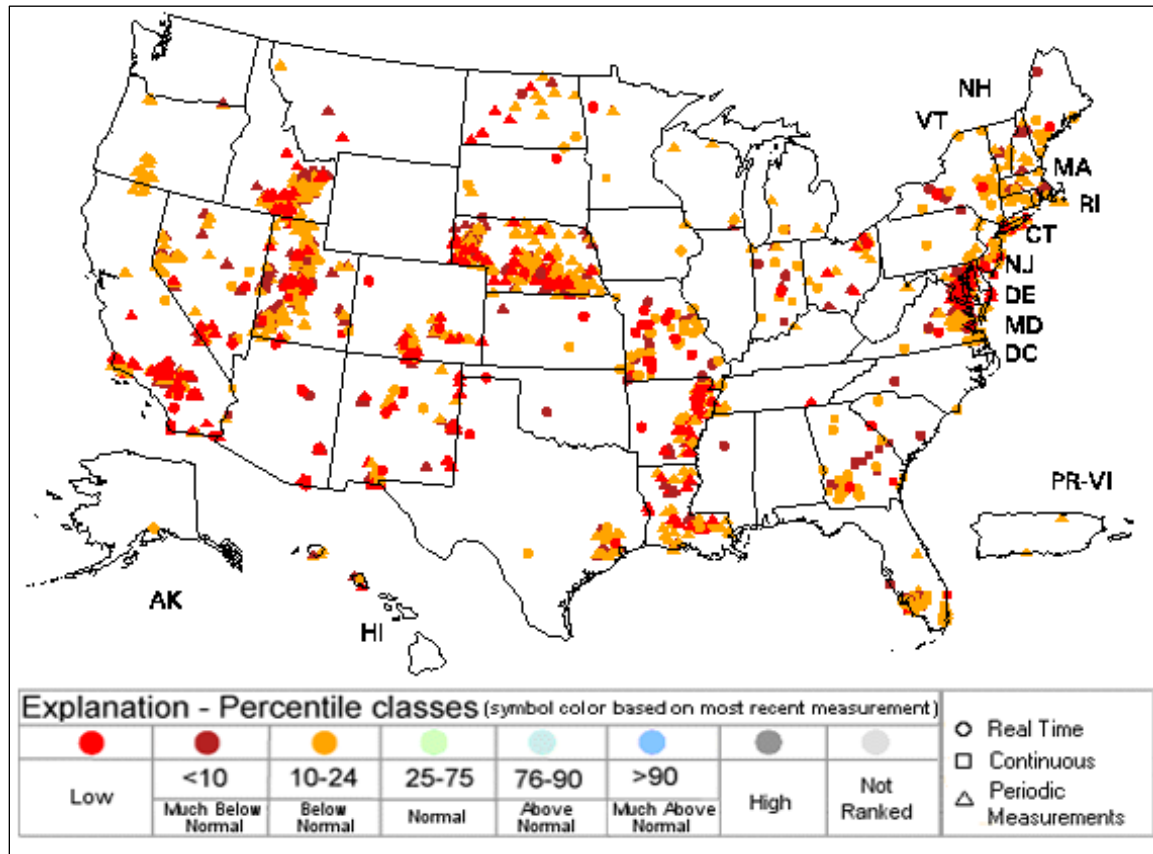 NH
VT
MA
RI
CT
NJ
DE
MD
DC
PR-VI
AK
HI
Explanation - Percentile classes (symbol color based on most recent measurement)
Low
<10
Much Below
Normal
10-24
Below
Normal
25-75
Normal
76-90
Above
Normal
>90
Much Above
Normal
High
Not
Ranked
Real Time
Continuous
Periodic
Measurements